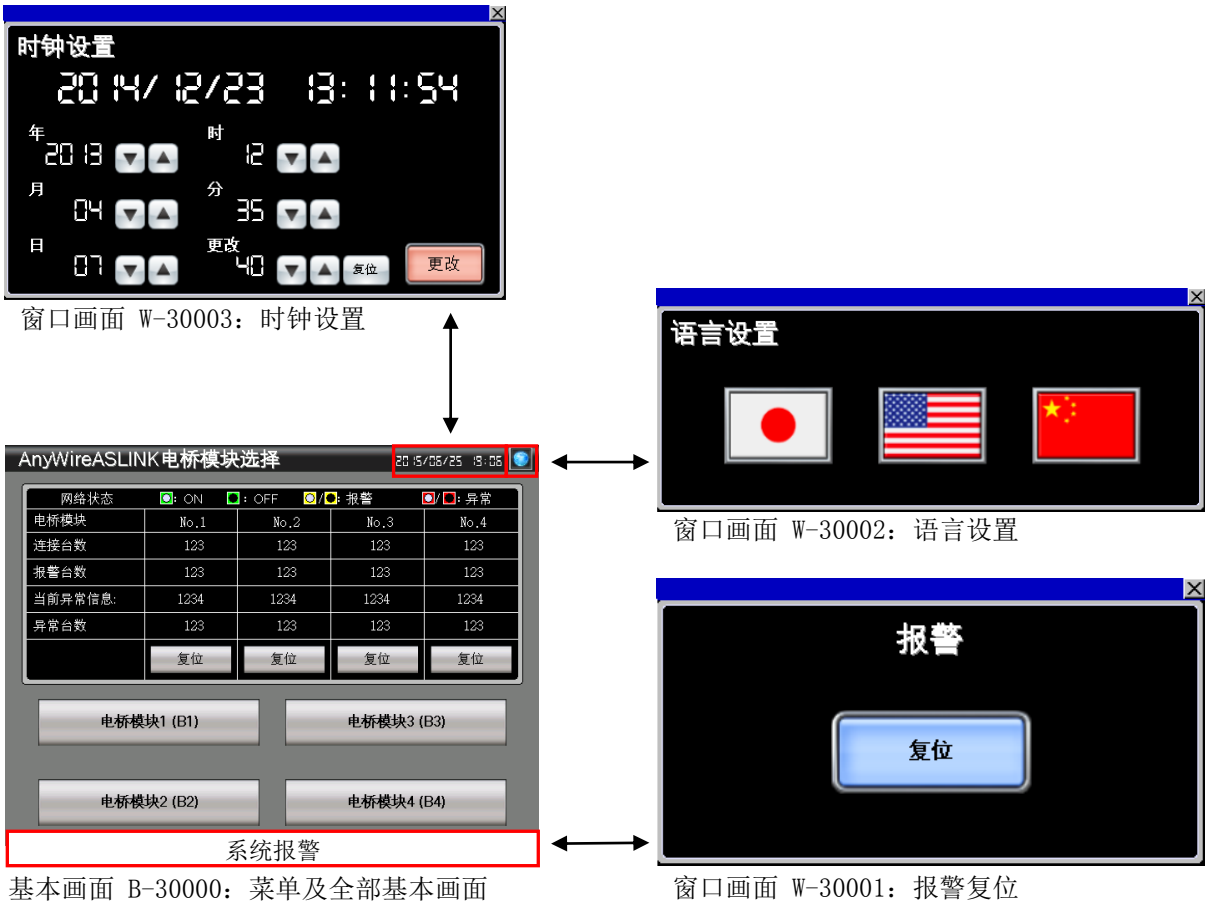 时钟设置
2014/12/23 13:11:54
年 时
2013 ▼ ▲ 12 ▼ ▲
月 分
04 ▼ ▲ 35 ▼ ▲
日 更改
07 ▼ ▲ 40 ▼ ▲ 复位 更改
窗口画面 W-30003: 时钟设置
语言设置
窗口画面 W-30002: 语言设置
AnyWireASLINK电桥模块选择 2015/05/25 19:06
网络状态 : ON : OFF /: 报警 /: 异常
电桥模块 No.1 No.2 No.3 No.4
连接台数 123 123 123 123
报警台数 123 123 123 123
当前异常信息: 1234 1234 1234 1234
异常台数 123 123 123 123
复位 复位 复位 复位
电桥模块1 (B1) 电桥模块3 (B3)
电桥模块2 (B2) 电桥模块4 (B4)
系统报警
基本画面 B-30000: 菜单及全部基本画面
报警
复位
窗口画面 W-30001: 报警复位